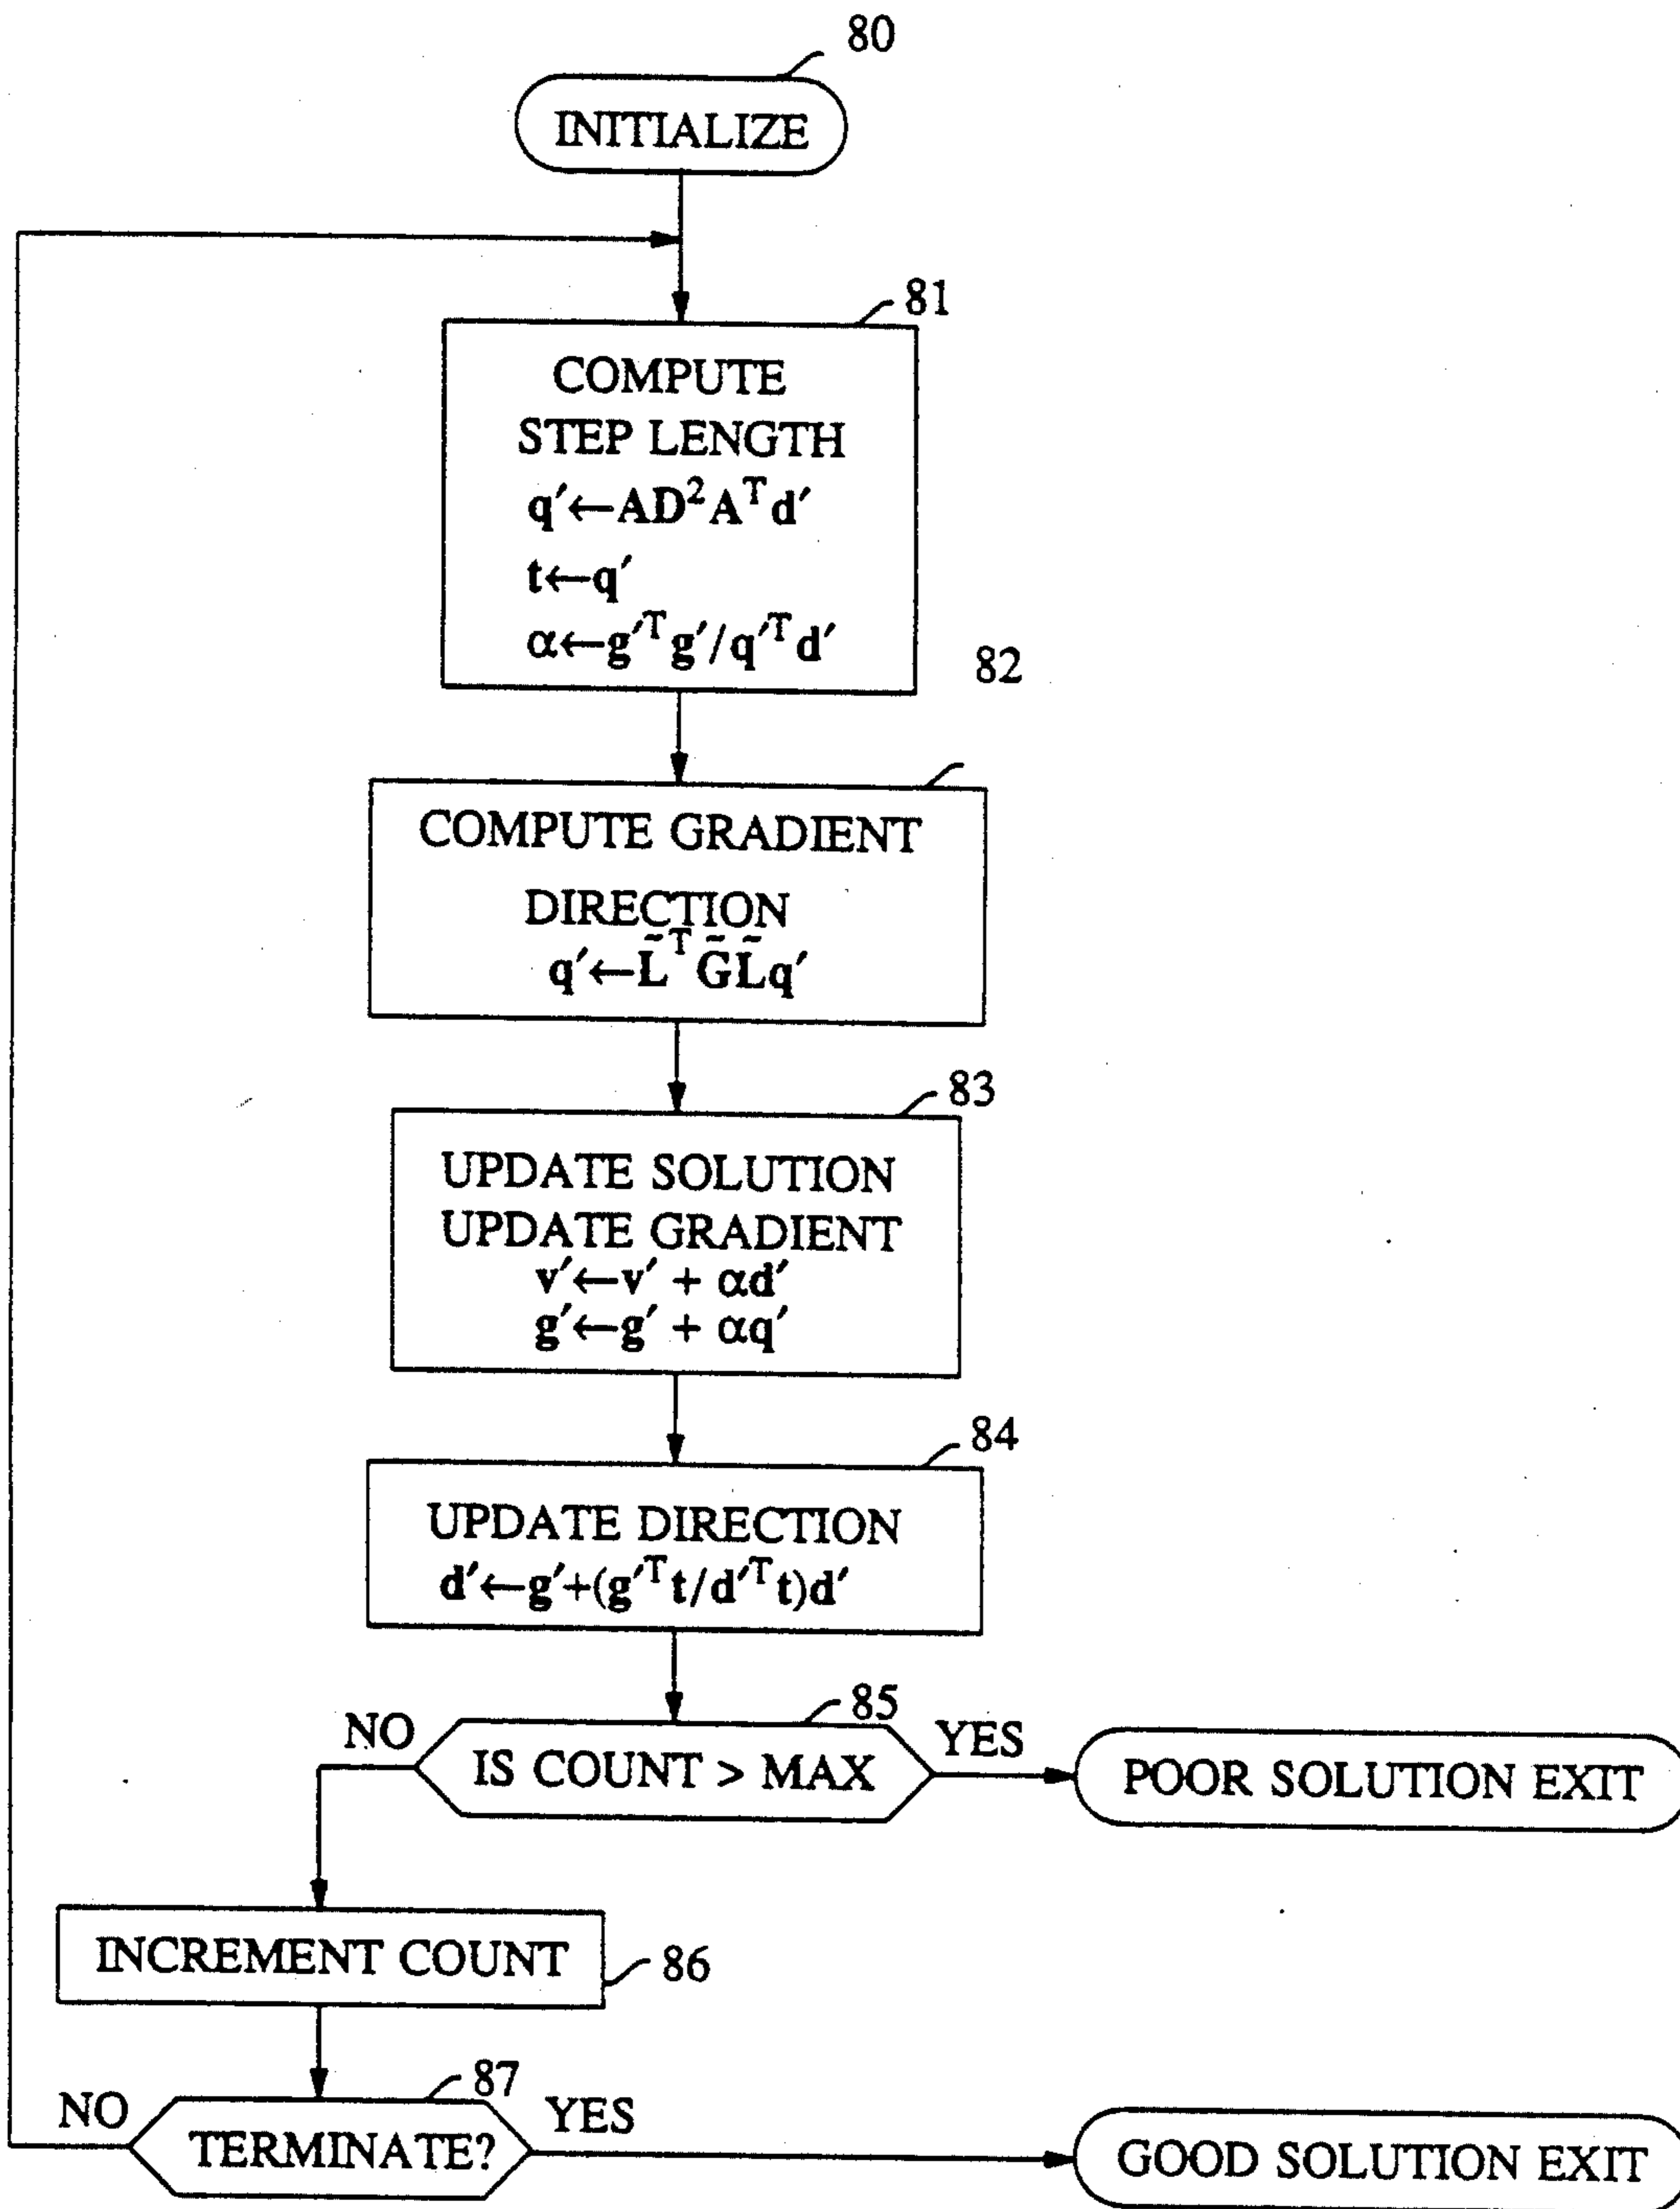 80
INITIALIZE
81
COMPUTE
STEP LENGTH
q′←AD²Aᵀd′
t←q′
α←g′ᵀg′/q′ᵀd′
82
COMPUTE GRADIENT
DIRECTION
q′←L̃ᵀG̃L̃q′
83
UPDATE SOLUTION
UPDATE GRADIENT
v′←v′ + αd′
g′←g′ + αq′
84
UPDATE DIRECTION
d′←g′+(g′ᵀt/d′ᵀt)d′
85
NO
IS COUNT > MAX
YES
POOR SOLUTION EXIT
INCREMENT COUNT
86
87
NO
TERMINATE?
YES
GOOD SOLUTION EXIT